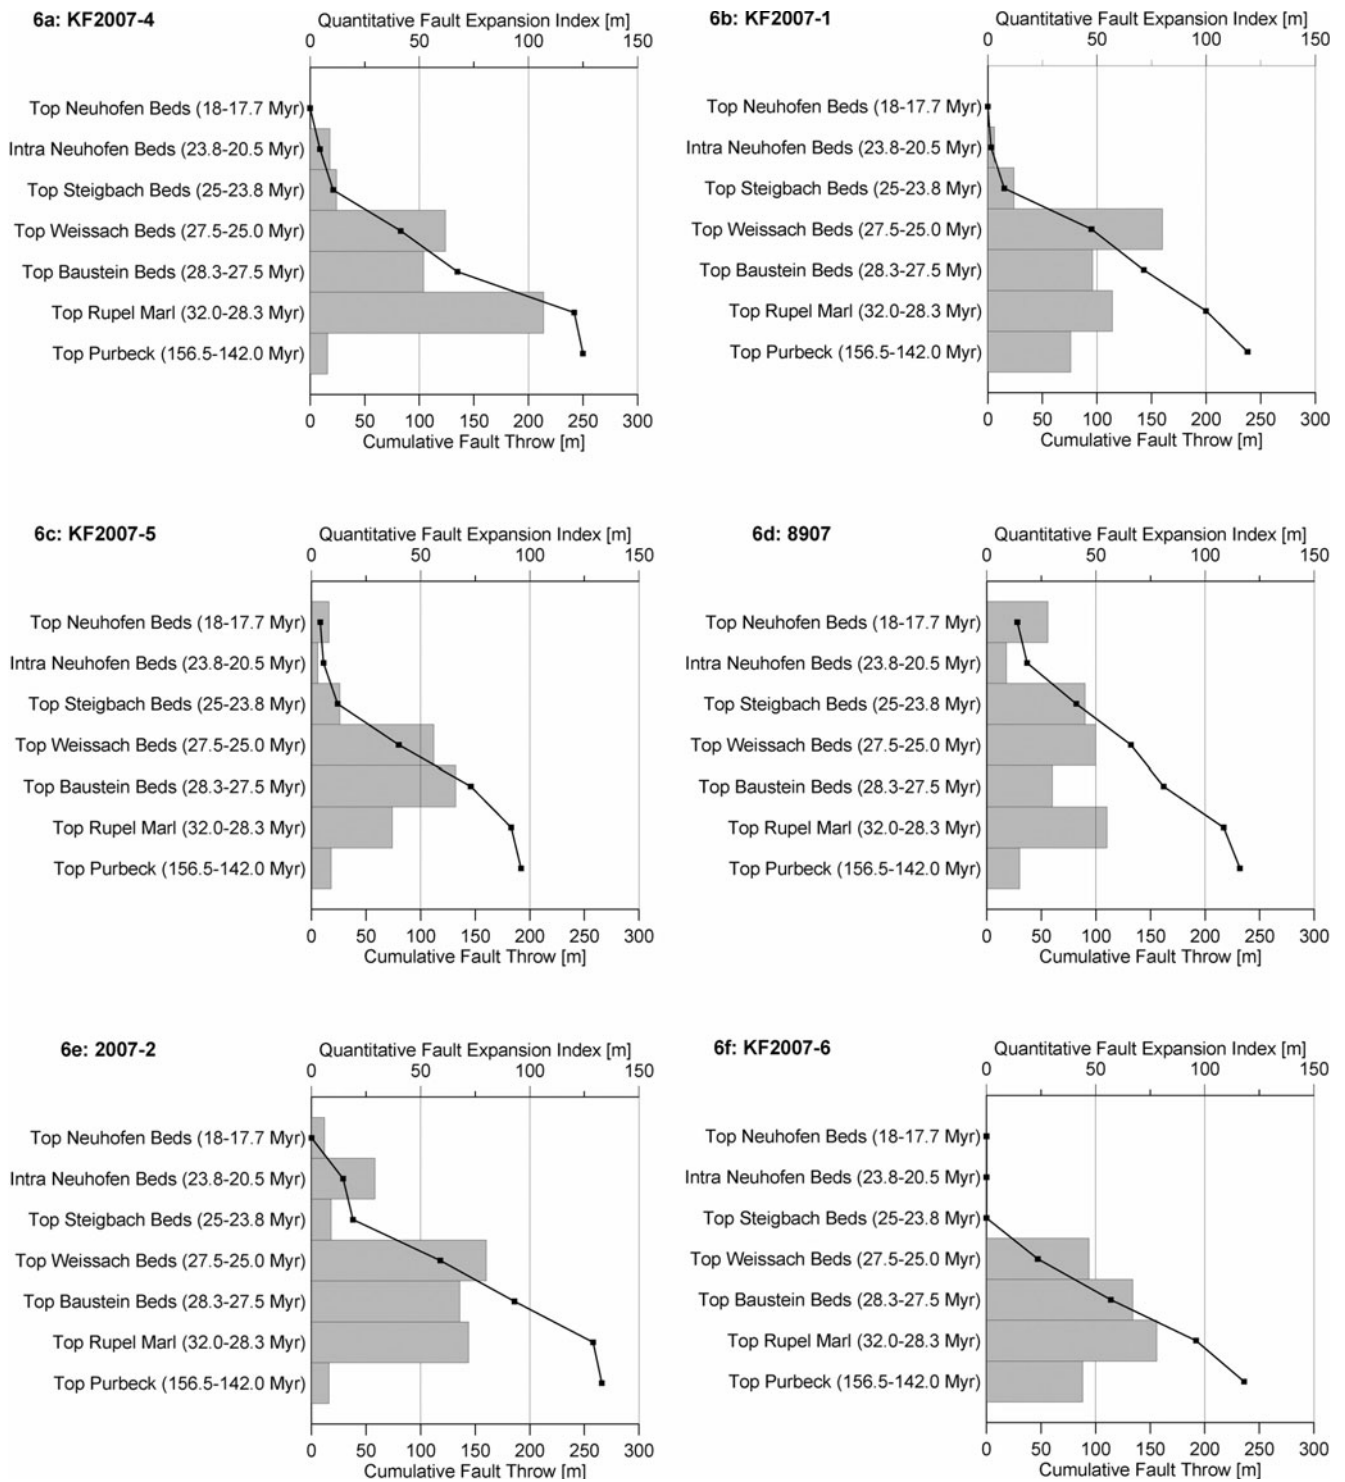 6a: KF2007-4
Quantitative Fault Expansion Index [m]
0 50 100 150
Top Neuhofen Beds (18-17.7 Myr)
Intra Neuhofen Beds (23.8-20.5 Myr)
Top Steigbach Beds (25-23.8 Myr)
Top Weissach Beds (27.5-25.0 Myr)
Top Baustein Beds (28.3-27.5 Myr)
Top Rupel Marl (32.0-28.3 Myr)
Top Purbeck (156.5-142.0 Myr)
0 50 100 150 200 250 300
Cumulative Fault Throw [m]
6b: KF2007-1
Quantitative Fault Expansion Index [m]
0 50 100 150
Top Neuhofen Beds (18-17.7 Myr)
Intra Neuhofen Beds (23.8-20.5 Myr)
Top Steigbach Beds (25-23.8 Myr)
Top Weissach Beds (27.5-25.0 Myr)
Top Baustein Beds (28.3-27.5 Myr)
Top Rupel Marl (32.0-28.3 Myr)
Top Purbeck (156.5-142.0 Myr)
0 50 100 150 200 250 300
Cumulative Fault Throw [m]
6c: KF2007-5
Quantitative Fault Expansion Index [m]
0 50 100 150
Top Neuhofen Beds (18-17.7 Myr)
Intra Neuhofen Beds (23.8-20.5 Myr)
Top Steigbach Beds (25-23.8 Myr)
Top Weissach Beds (27.5-25.0 Myr)
Top Baustein Beds (28.3-27.5 Myr)
Top Rupel Marl (32.0-28.3 Myr)
Top Purbeck (156.5-142.0 Myr)
0 50 100 150 200 250 300
Cumulative Fault Throw [m]
6d: 8907
Quantitative Fault Expansion Index [m]
0 50 100 150
Top Neuhofen Beds (18-17.7 Myr)
Intra Neuhofen Beds (23.8-20.5 Myr)
Top Steigbach Beds (25-23.8 Myr)
Top Weissach Beds (27.5-25.0 Myr)
Top Baustein Beds (28.3-27.5 Myr)
Top Rupel Marl (32.0-28.3 Myr)
Top Purbeck (156.5-142.0 Myr)
0 50 100 150 200 250 300
Cumulative Fault Throw [m]
6e: 2007-2
Quantitative Fault Expansion Index [m]
0 50 100 150
Top Neuhofen Beds (18-17.7 Myr)
Intra Neuhofen Beds (23.8-20.5 Myr)
Top Steigbach Beds (25-23.8 Myr)
Top Weissach Beds (27.5-25.0 Myr)
Top Baustein Beds (28.3-27.5 Myr)
Top Rupel Marl (32.0-28.3 Myr)
Top Purbeck (156.5-142.0 Myr)
0 50 100 150 200 250 300
Cumulative Fault Throw [m]
6f: KF2007-6
Quantitative Fault Expansion Index [m]
0 50 100 150
Top Neuhofen Beds (18-17.7 Myr)
Intra Neuhofen Beds (23.8-20.5 Myr)
Top Steigbach Beds (25-23.8 Myr)
Top Weissach Beds (27.5-25.0 Myr)
Top Baustein Beds (28.3-27.5 Myr)
Top Rupel Marl (32.0-28.3 Myr)
Top Purbeck (156.5-142.0 Myr)
0 50 100 150 200 250 300
Cumulative Fault Throw [m]